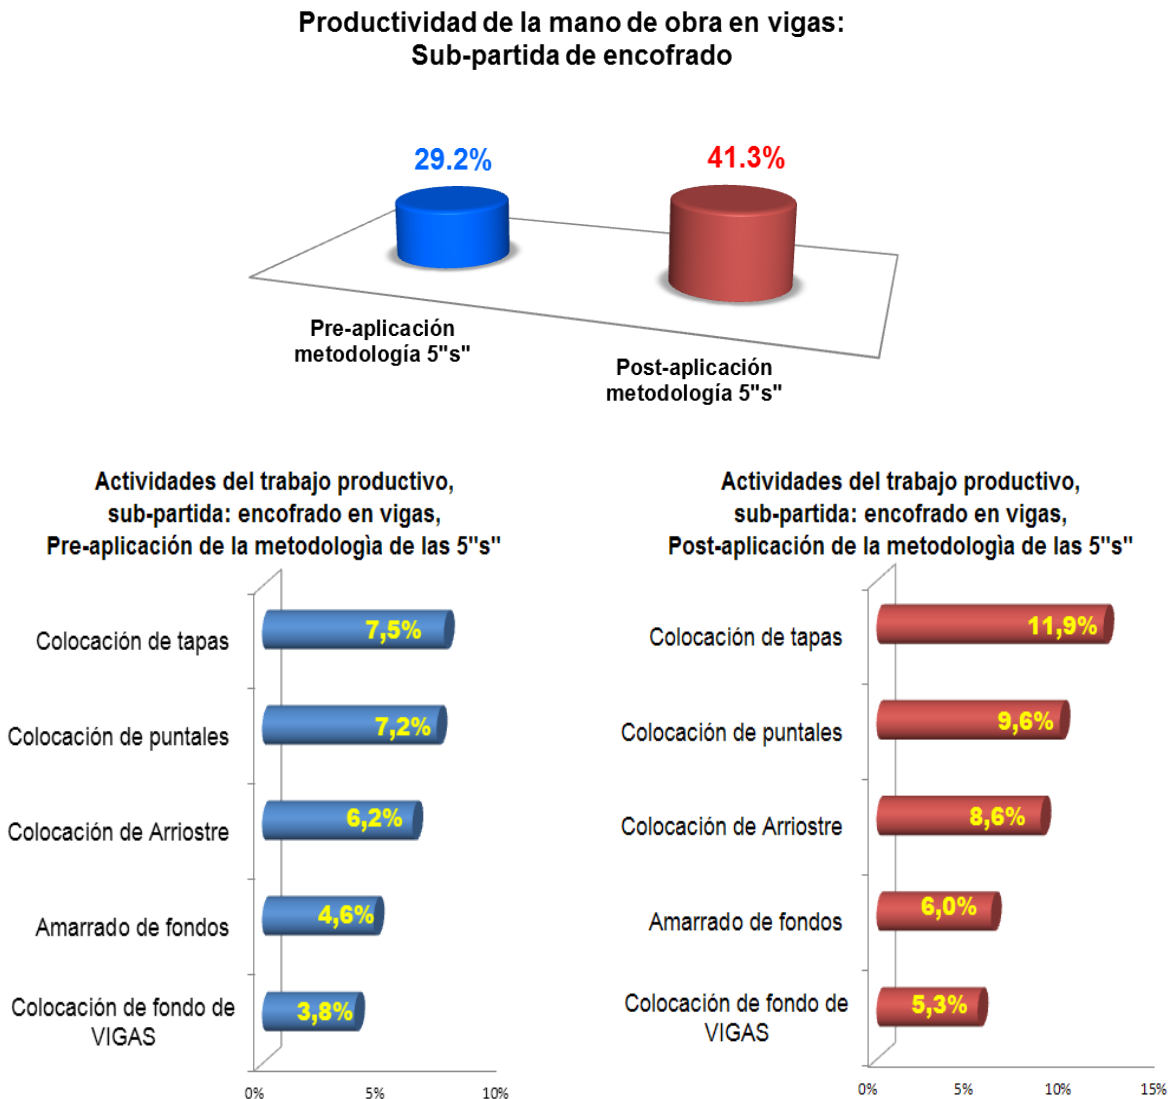 Productividad de la mano de obra en vigas:
Sub-partida de encofrado
29.2%
41.3%
Pre-aplicación
metodología 5"s"
Post-aplicación
metodología 5"s"
Actividades del trabajo productivo,
sub-partida: encofrado en vigas,
Pre-aplicación de la metodologìa de las 5"s"
Colocación de tapas
7,5%
Colocación de puntales
7,2%
Colocación de Arriostre
6,2%
Amarrado de fondos
4,6%
Colocación de fondo de
VIGAS
3,8%
0%
5%
10%
Actividades del trabajo productivo,
sub-partida: encofrado en vigas,
Post-aplicación de la metodologìa de las 5"s"
Colocación de tapas
11,9%
Colocación de puntales
9,6%
Colocación de Arriostre
8,6%
Amarrado de fondos
6,0%
Colocación de fondo de
VIGAS
5,3%
0%
5%
10%
15%